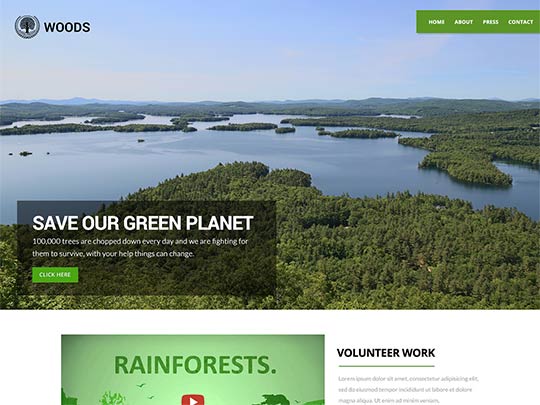 WOODS
HOME ABOUT PRESS CONTACT
SAVE OUR GREEN PLANET
100,000 trees are chopped down every day and we are fighting for
them to survive, with your help things can change.
CLICK HERE
RAINFORESTS.
VOLUNTEER WORK
Lorem ipsum dolor sit amet, consectetur adipiscing elit,
sed do eiusmod tempor incididunt ut labore et dolore
magna aliqua. Ut enim ad minim veniam.